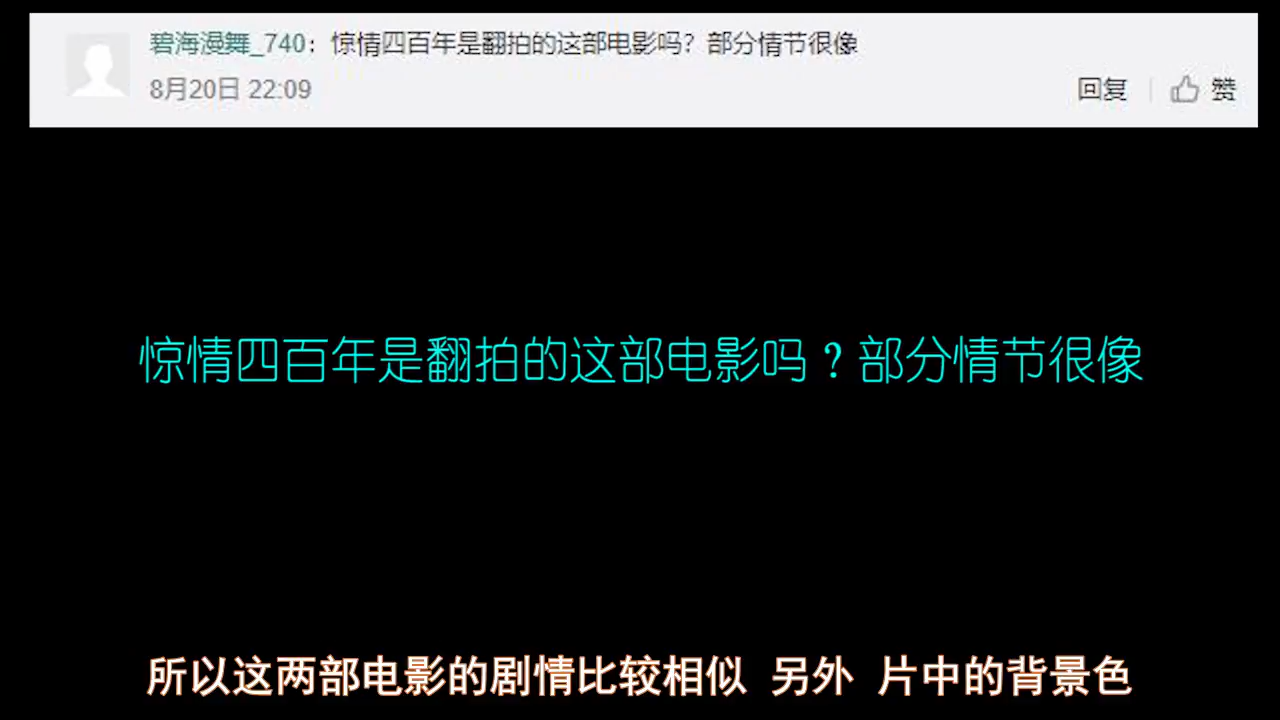 碧海漫舞_740：惊情四百年是翻拍的这部电影吗？部分情节很像
8月20日 22:09
回复 赞
惊情四百年是翻拍的这部电影吗？部分情节很像
所以这两部电影的剧情比较相似 另外 片中的背景色